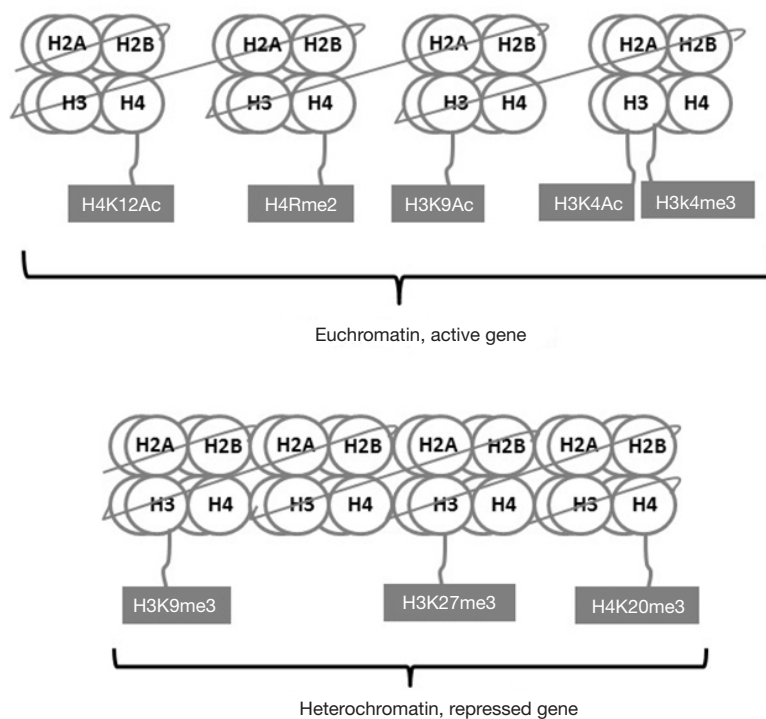 H2A H2B H2A H2B H2A H2B H2A H2B
H3 H4 H3 H4 H3 H4 H3 H4
H4K12Ac H4Rme2 H3K9Ac H3K4Ac H3k4me3
Euchromatin, active gene
H2A H2B H2A H2B H2A H2B H2A H2B
H3 H4 H3 H4 H3 H4 H3 H4
H3K9me3 H3K27me3 H4K20me3
Heterochromatin, repressed gene